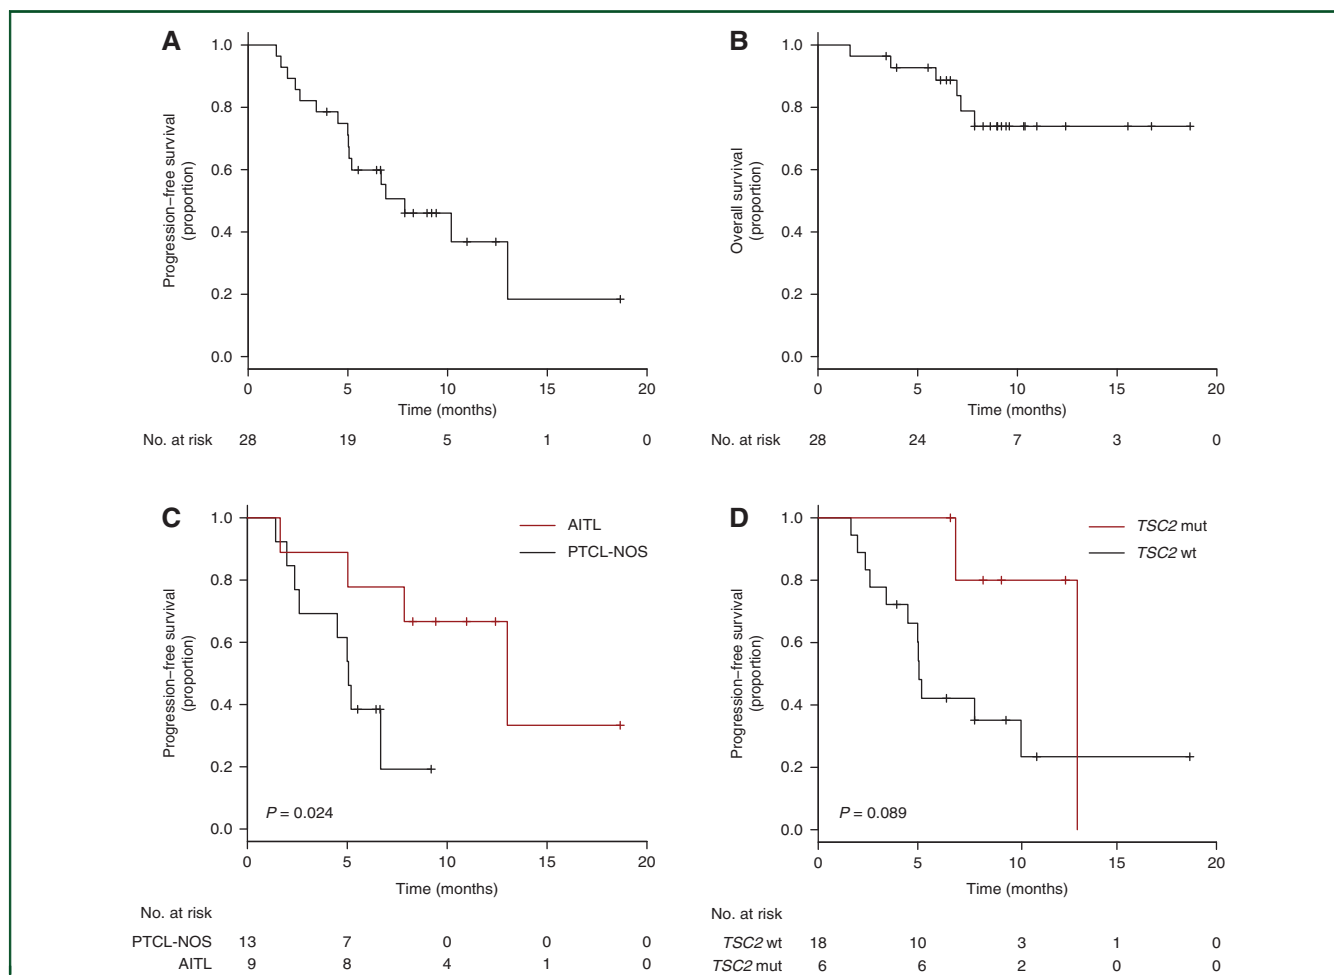 A
1.0
0.8
0.6
0.4
0.2
0.0
Progression–free survival
(proportion)
0 5 10 15 20
Time (months)
No. at risk 28 19 5 1 0
B
1.0
0.8
0.6
0.4
0.2
0.0
Overall survival
(proportion)
0 5 10 15 20
Time (months)
No. at risk 28 24 7 3 0
C
1.0
0.8
0.6
0.4
0.2
0.0
Progression–free survival
(proportion)
AITL
PTCL-NOS
P = 0.024
0 5 10 15 20
Time (months)
No. at risk
PTCL-NOS 13 7 0 0 0
AITL 9 8 4 1 0
D
1.0
0.8
0.6
0.4
0.2
0.0
Progression–free survival
(proportion)
TSC2 mut
TSC2 wt
P = 0.089
0 5 10 15 20
Time (months)
No. at risk
TSC2 wt 18 10 3 1 0
TSC2 mut 6 6 2 0 0